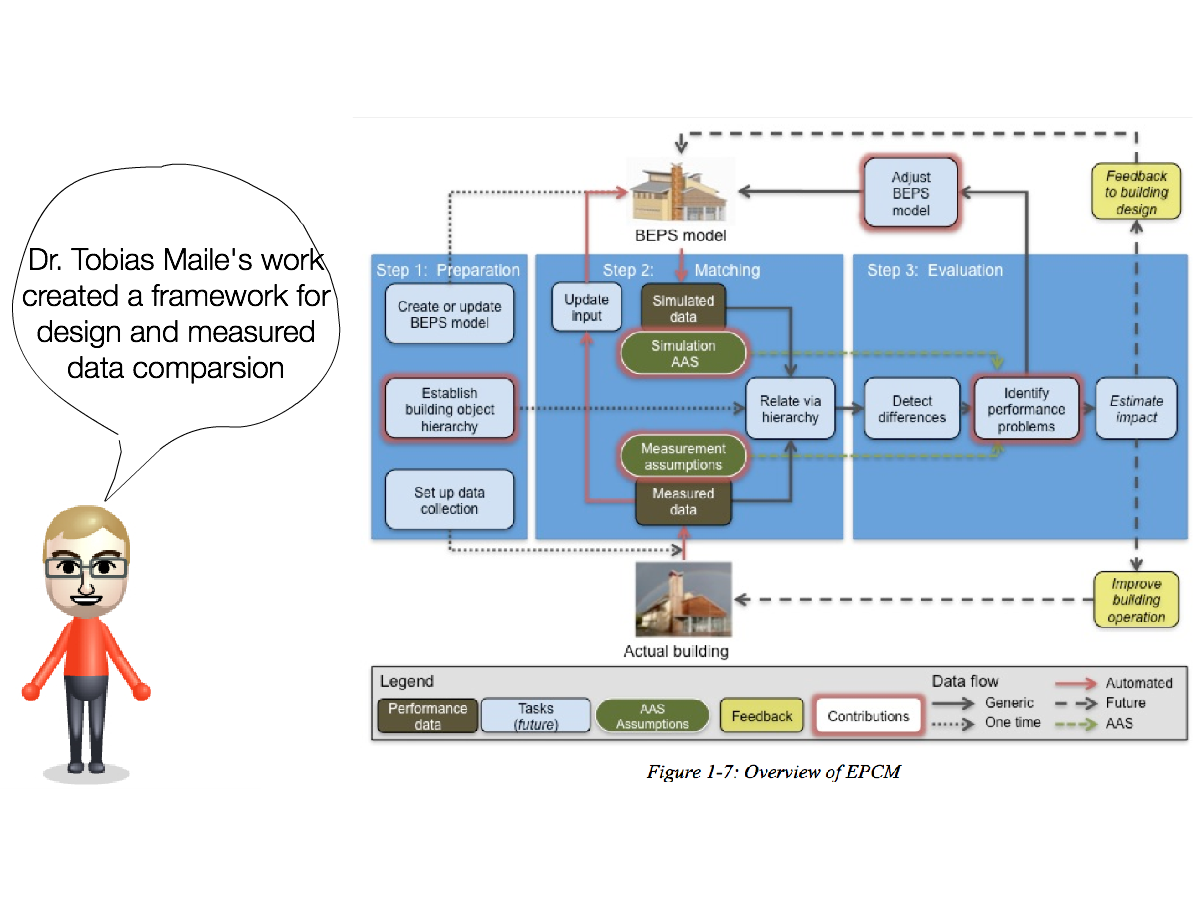 Dr. Tobias Maile's work
created a framework for
design and measured
data comparsion
Adjust
BEPS
model
Feedback
to building
design
BEPS model
Step 1: Preparation
Step 2: Matching
Step 3: Evaluation
Create or update
BEPS model
Update
input
Simulated
data
Simulation
AAS
Establish
building object
hierarchy
Relate via
hierarchy
Detect
differences
Identify
performance
problems
Estimate
impact
Measurement
assumptions
Set up data
collection
Measured
data
Improve
building
operation
Actual building
Legend
Performance
data
Tasks
(future)
AAS
Assumptions
Feedback
Contributions
Data flow
Generic
One time
Automated
Future
AAS
Figure 1-7: Overview of EPCM